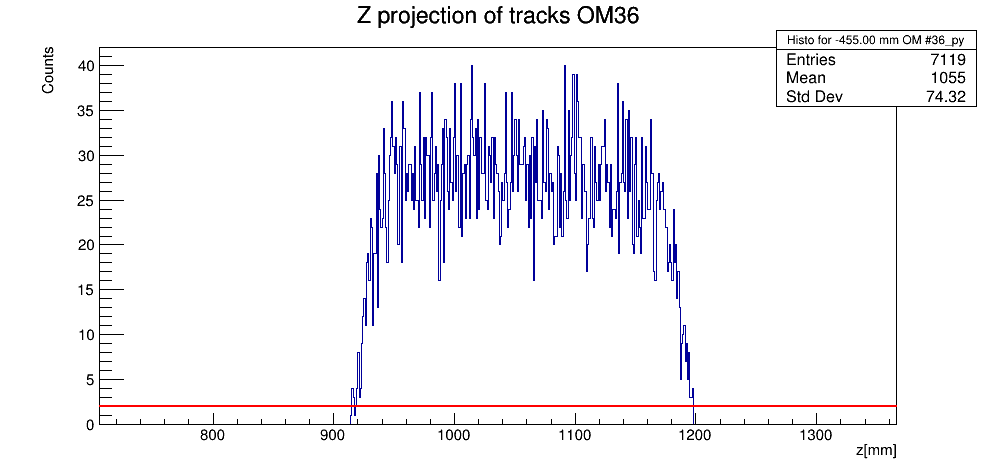 Z projection of tracks OM36
Histo for -455.00 mm OM #36_py
Entries 7119
Mean 1055
Std Dev 74.32
Counts
40
35
30
25
20
15
10
5
0
800 900 1000 1100 1200 1300
z[mm]